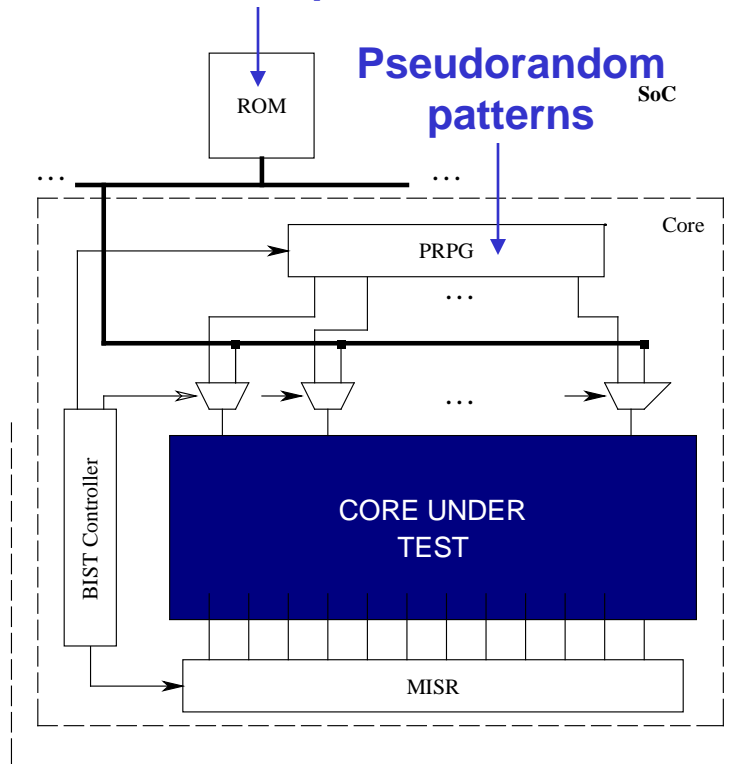 Pseudorandom
patterns
SoC
ROM
...
...
Core
PRPG
...
...
BIST Controller
CORE UNDER
TEST
MISR